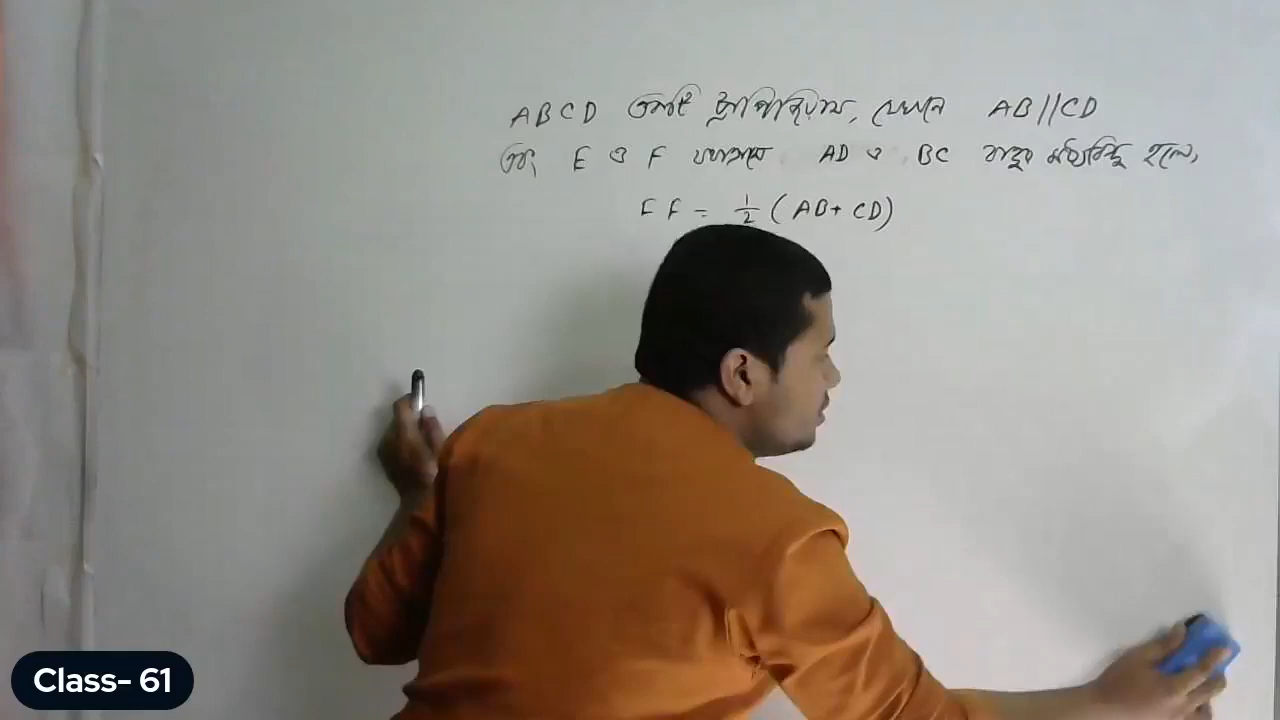 ABCD একটি ট্রাপিজিয়াম, যেখানে AB//CD
এবং E ও F যথাক্রমে AD ও BC বাহুর মধ্যবিন্দু হলে,
EF = 1/2 (AB+ CD)
Class- 61